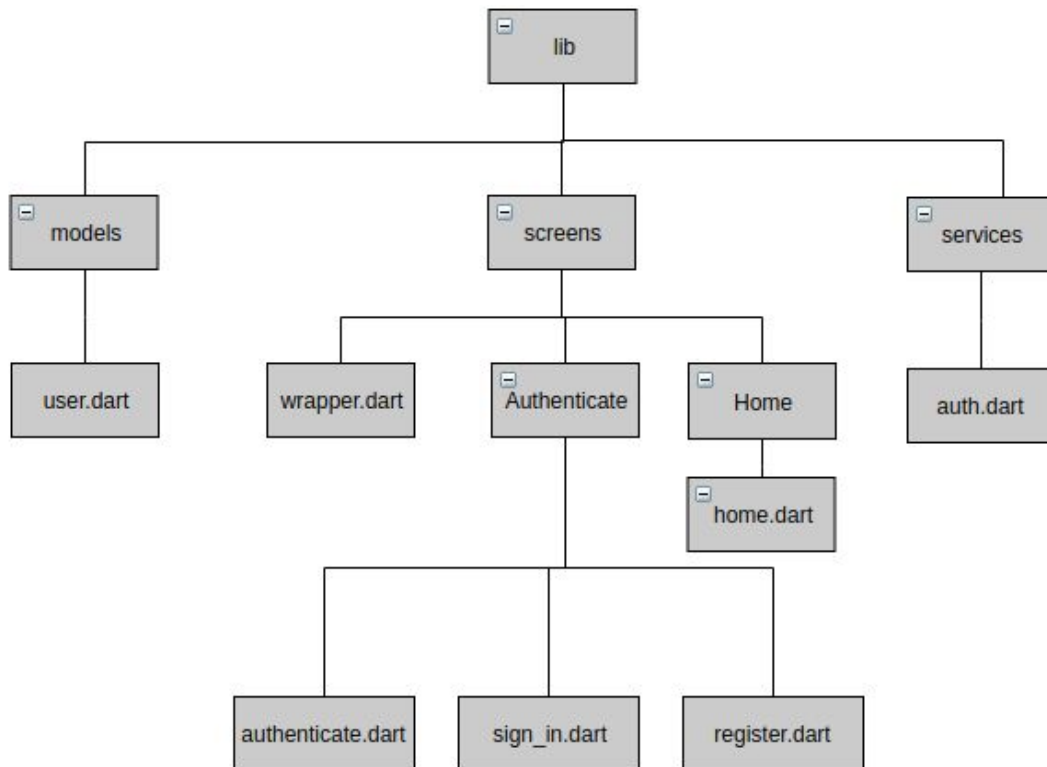 lib
models
screens
services
user.dart
wrapper.dart
Authenticate
Home
auth.dart
home.dart
authenticate.dart
sign_in.dart
register.dart